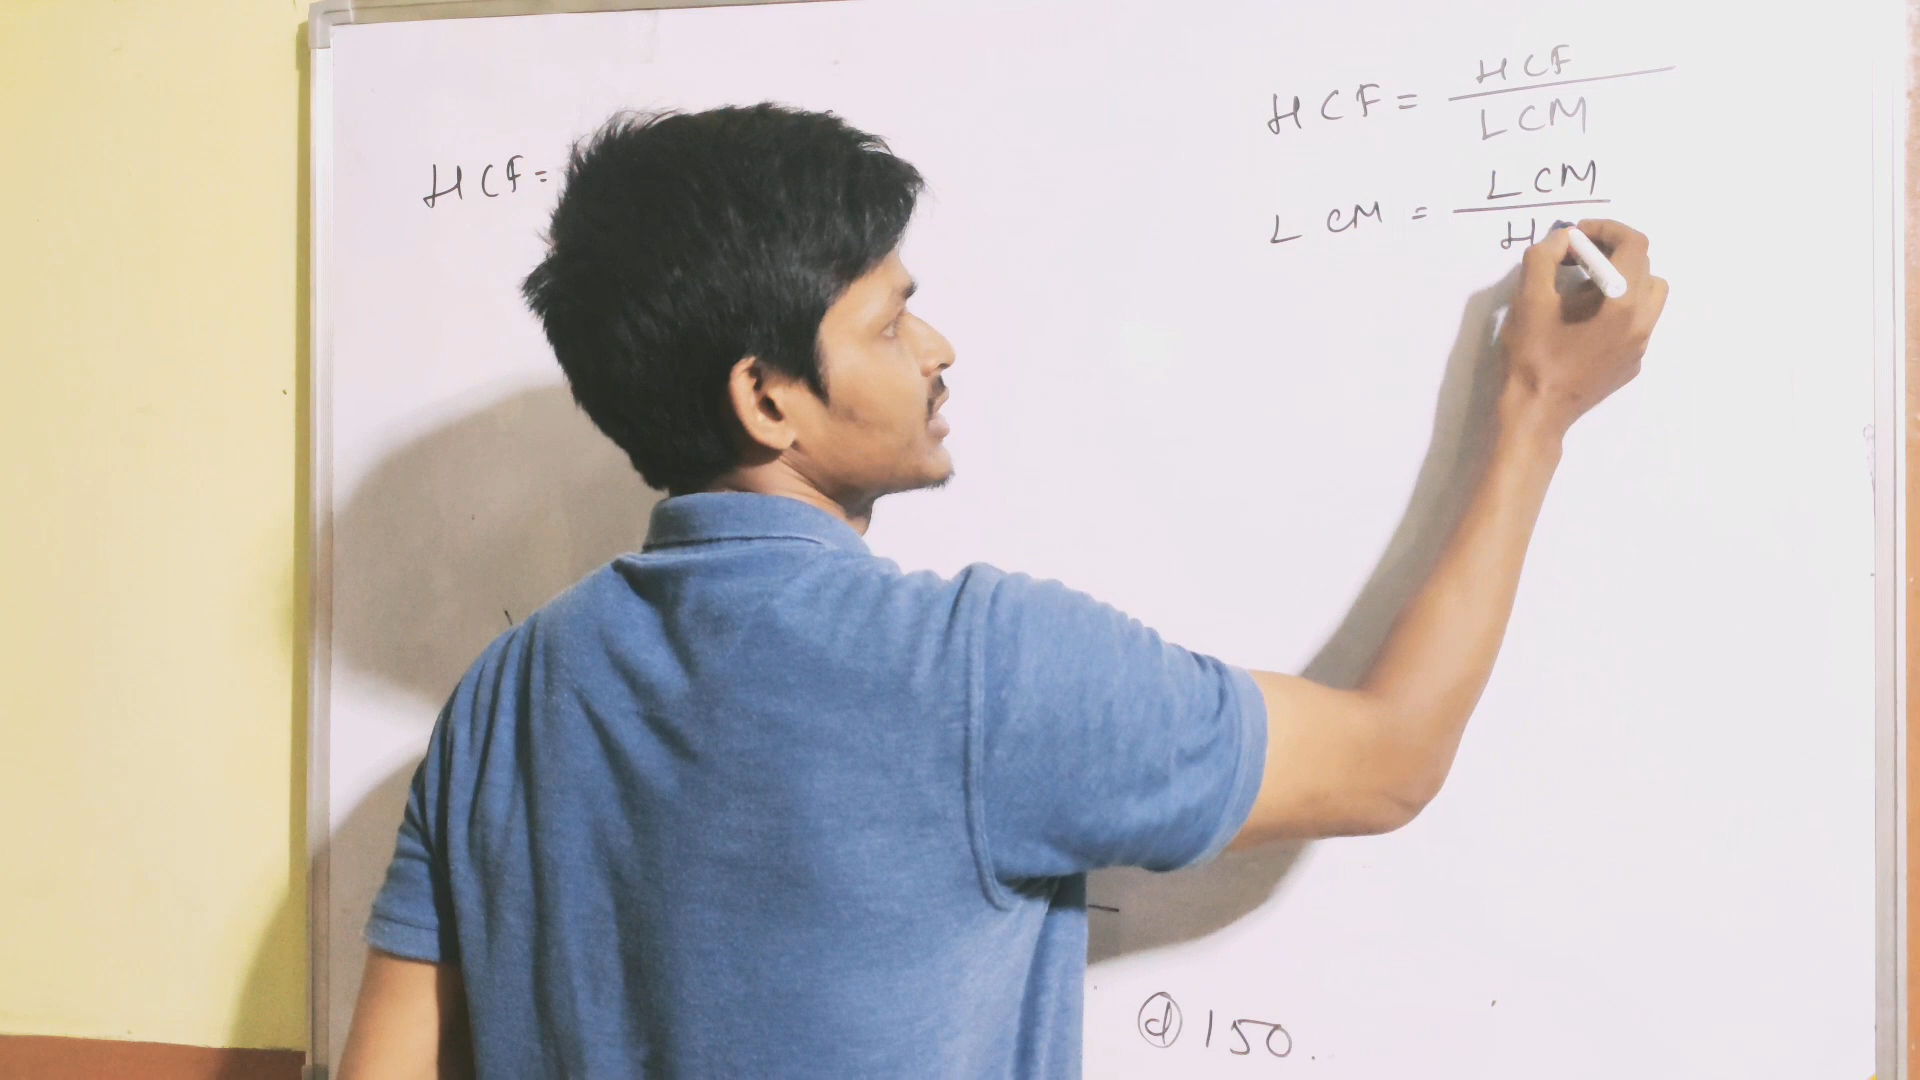 HCF =
HCF = HCF
LCM
LCM = LCM
H
d 150.